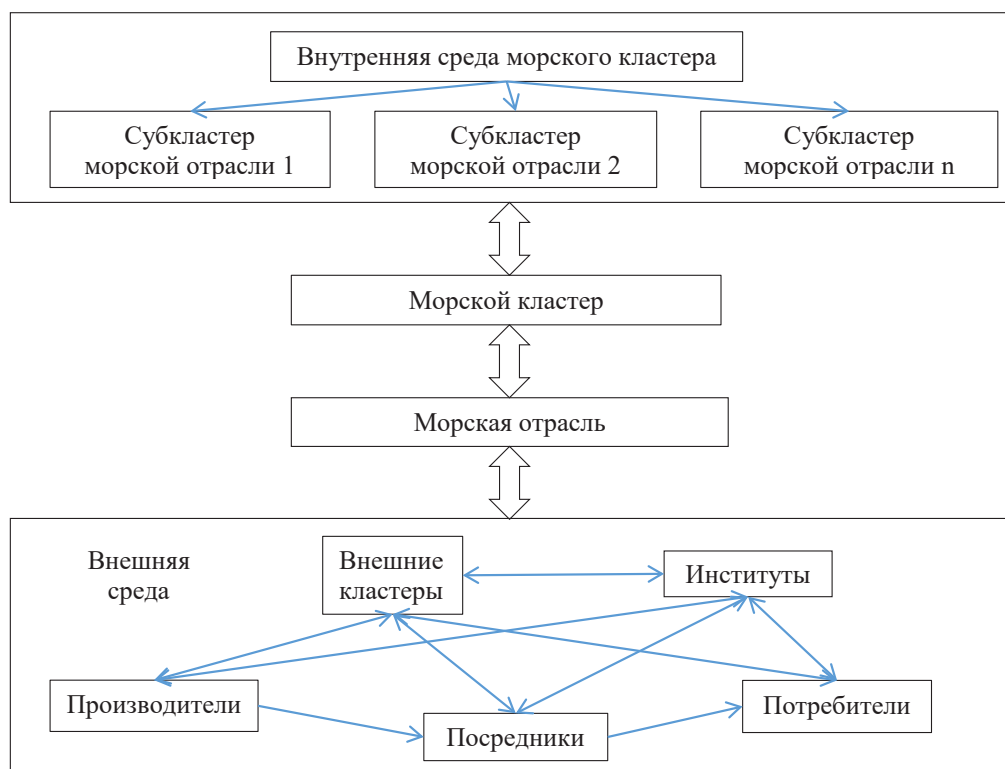 Внутренняя среда морского кластера
Субкластер
морской отрасли 1
Субкластер
морской отрасли 2
Субкластер
морской отрасли n
Морской кластер
Морская отрасль
Внешняя
среда
Внешние
кластеры
Институты
Производители
Посредники
Потребители